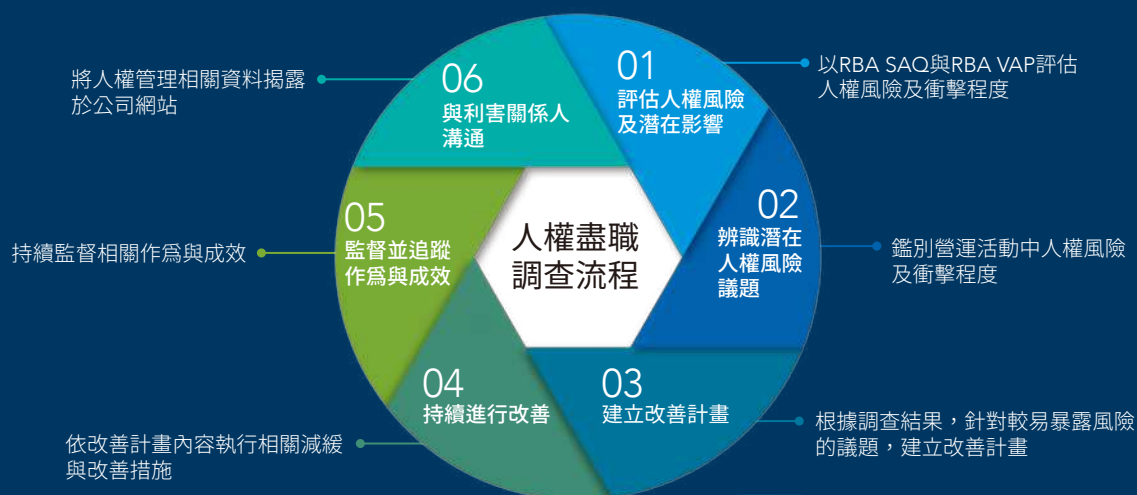 01
評估人權風險
及潛在影響
以RBA SAQ與RBA VAP評估
人權風險及衝擊程度
02
辨識潛在
人權風險
議題
鑑別營運活動中人權風險
及衝擊程度
03
建立改善計畫
根據調查結果，針對較易暴露風險
的議題，建立改善計畫
04
持續進行改善
依改善計畫內容執行相關減緩
與改善措施
05
監督並追蹤
作為與成效
持續監督相關作為與成效
06
與利害關係人
溝通
將人權管理相關資料揭露
於公司網站
人權盡職
調查流程